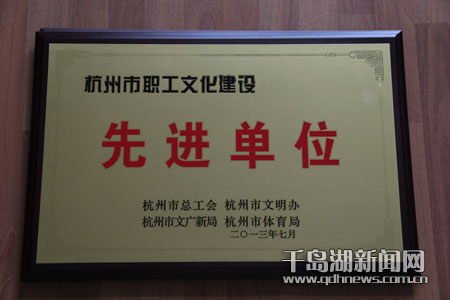 杭州市职工文化建设
先进单位
杭州市总工会 杭州市文明办
杭州市文广新局 杭州市体育局
二〇一三年七月
千岛湖新闻网
www.qdhnews.com.cn